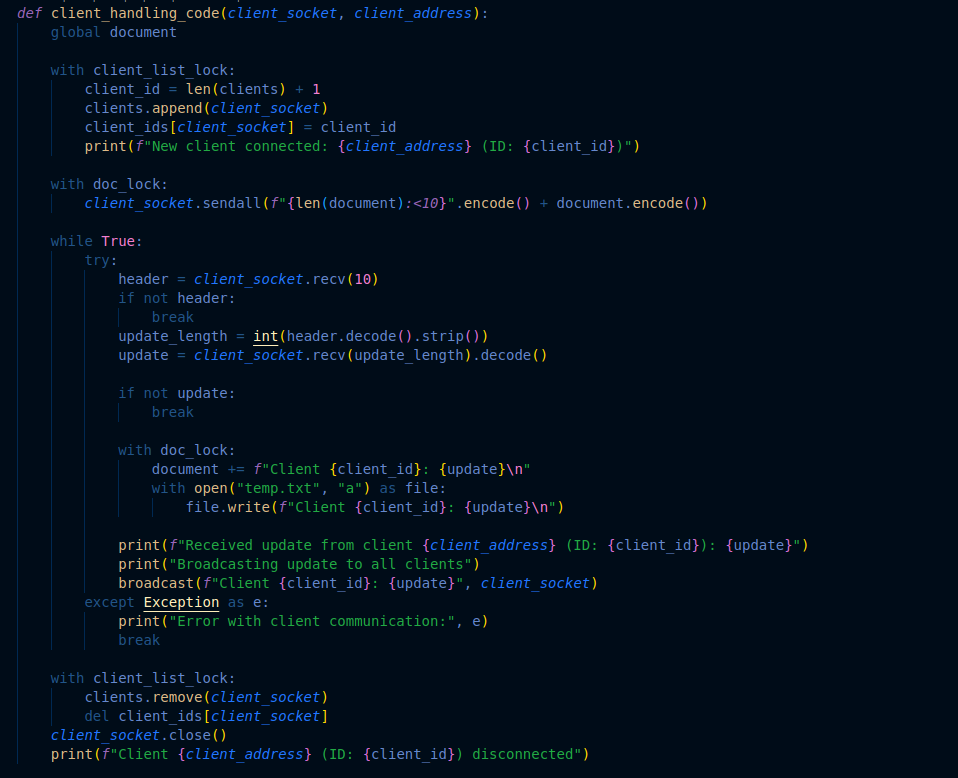 def client_handling_code(client_socket, client_address):
    global document

    with client_list_lock:
        client_id = len(clients) + 1
        clients.append(client_socket)
        client_ids[client_socket] = client_id
        print(f"New client connected: {client_address} (ID: {client_id})")

    with doc_lock:
        client_socket.sendall(f"{len(document):<10}".encode() + document.encode())

    while True:
        try:
            header = client_socket.recv(10)
            if not header:
                break
            update_length = int(header.decode().strip())
            update = client_socket.recv(update_length).decode()

            if not update:
                break

            with doc_lock:
                document += f"Client {client_id}: {update}\n"
                with open("temp.txt", "a") as file:
                    file.write(f"Client {client_id}: {update}\n")

            print(f"Received update from client {client_address} (ID: {client_id}): {update}")
            print("Broadcasting update to all clients")
            broadcast(f"Client {client_id}: {update}", client_socket)
        except Exception as e:
            print("Error with client communication:", e)
            break

    with client_list_lock:
        clients.remove(client_socket)
        del client_ids[client_socket]
    client_socket.close()
    print(f"Client {client_address} (ID: {client_id}) disconnected")